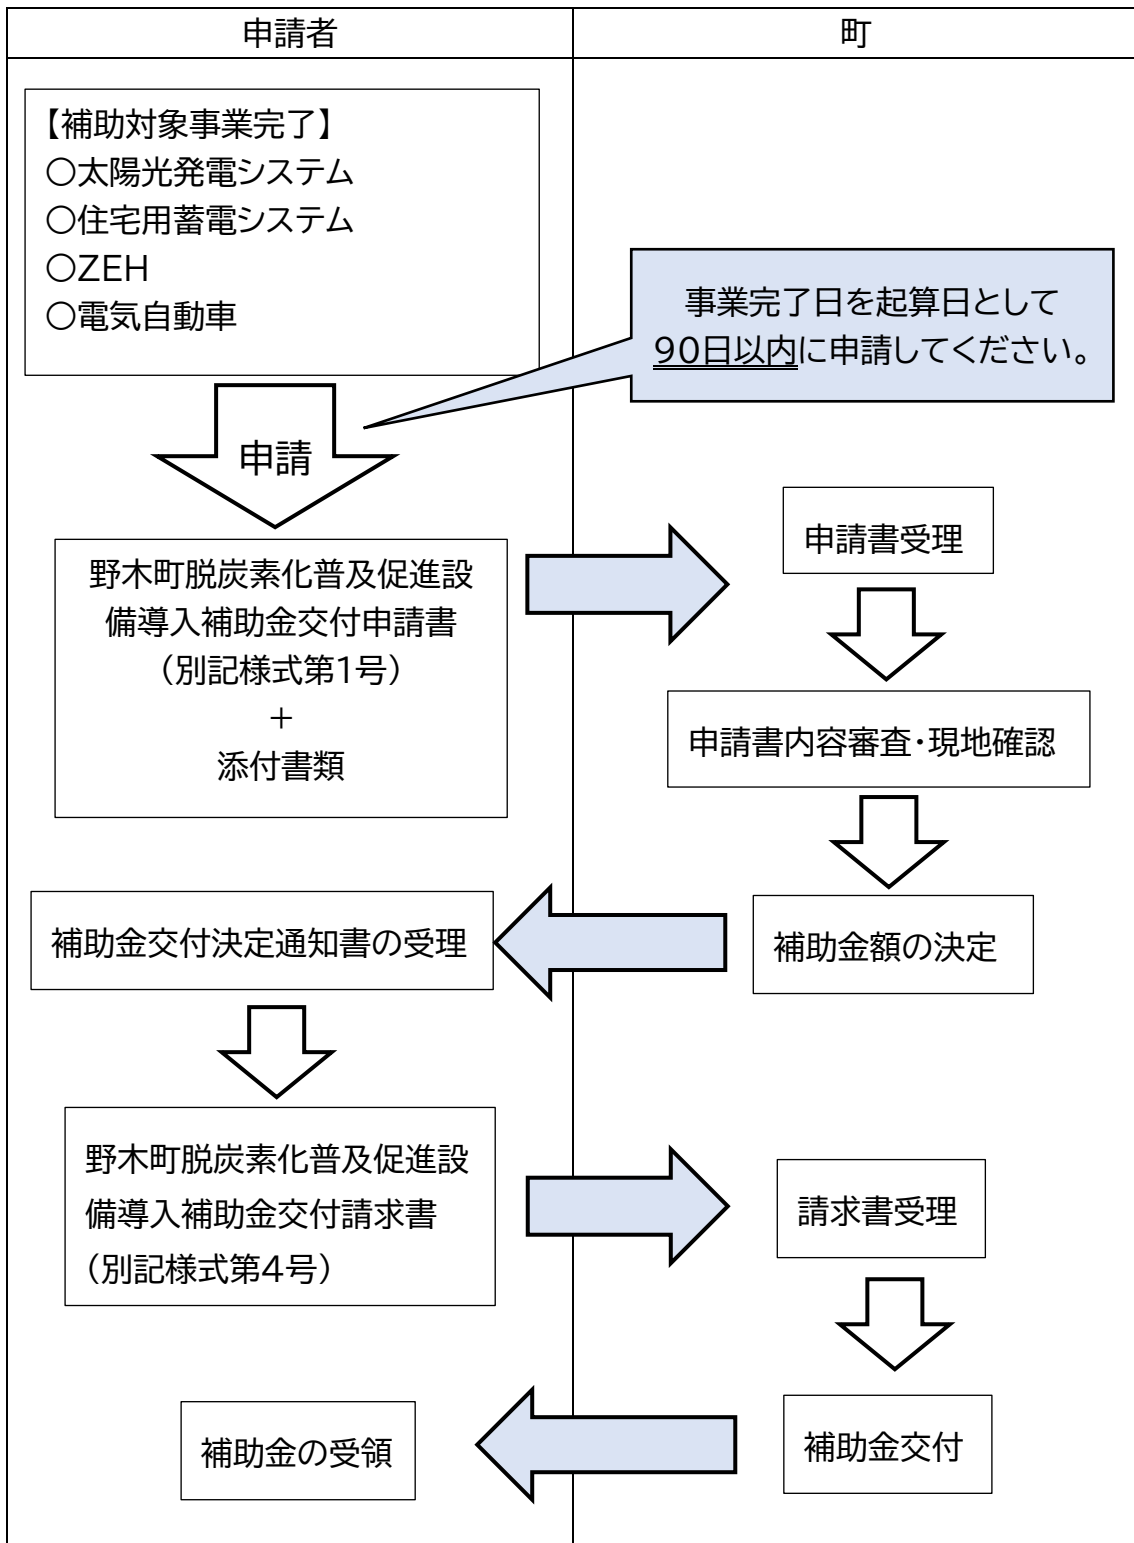 申請者
町
【補助対象事業完了】
○太陽光発電システム
○住宅用蓄電システム
○ZEH
○電気自動車
事業完了日を起算日として
90日以内に申請してください。
申請
野木町脱炭素化普及促進設
備導入補助金交付申請書
（別記様式第1号）
＋
添付書類
申請書受理
申請書内容審査・現地確認
補助金額の決定
補助金交付決定通知書の受理
野木町脱炭素化普及促進設
備導入補助金交付請求書
（別記様式第4号）
請求書受理
補助金交付
補助金の受領